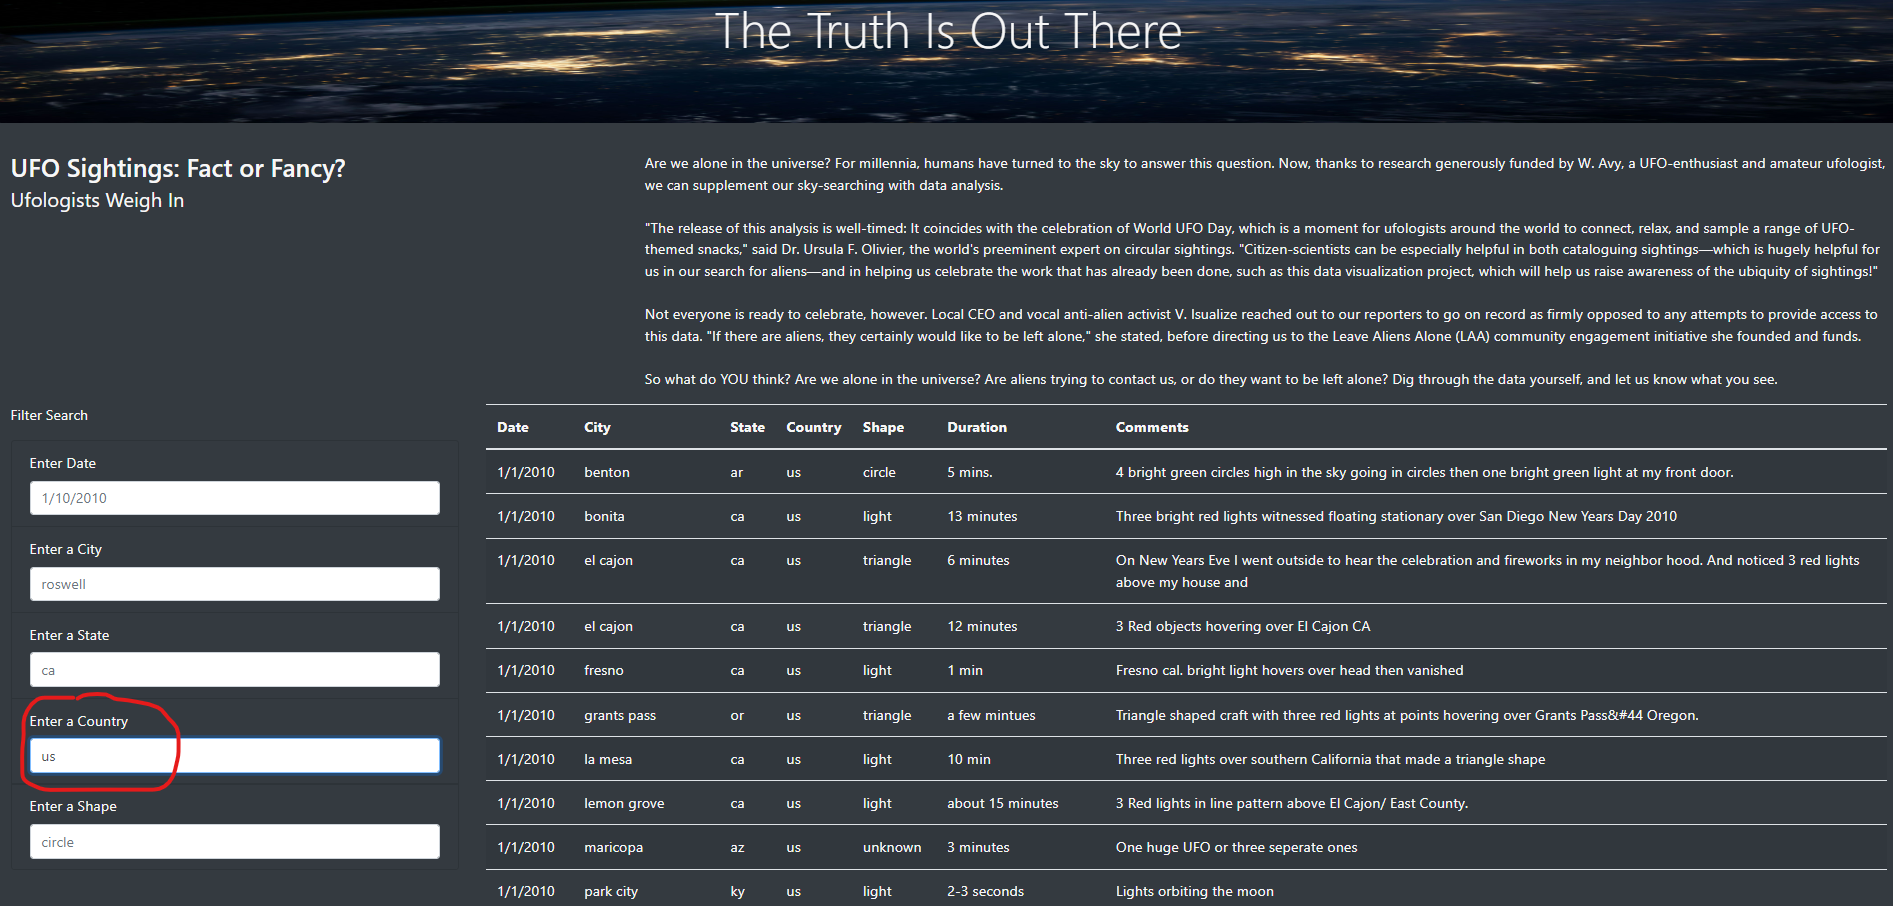 The Truth Is Out There
UFO Sightings: Fact or Fancy?
Ufologists Weigh In
Are we alone in the universe? For millennia, humans have turned to the sky to answer this question. Now, thanks to research generously funded by W. Avy, a UFO-enthusiast and amateur ufologist,
we can supplement our sky-searching with data analysis.
"The release of this analysis is well-timed: It coincides with the celebration of World UFO Day, which is a moment for ufologists around the world to connect, relax, and sample a range of UFO-
themed snacks," said Dr. Ursula F. Olivier, the world's preeminent expert on circular sightings. "Citizen-scientists can be especially helpful in both cataloguing sightings—which is hugely helpful for
us in our search for aliens—and in helping us celebrate the work that has already been done, such as this data visualization project, which will help us raise awareness of the ubiquity of sightings!"
Not everyone is ready to celebrate, however. Local CEO and vocal anti-alien activist V. Isualize reached out to our reporters to go on record as firmly opposed to any attempts to provide access to
this data. "If there are aliens, they certainly would like to be left alone," she stated, before directing us to the Leave Aliens Alone (LAA) community engagement initiative she founded and funds.
So what do YOU think? Are we alone in the universe? Are aliens trying to contact us, or do they want to be left alone? Dig through the data yourself, and let us know what you see.
Filter Search
Enter Date
1/10/2010
Enter a City
roswell
Enter a State
ca
Enter a Country
us
Enter a Shape
circle
Date City State Country Shape Duration Comments
1/1/2010 benton ar us circle 5 mins. 4 bright green circles high in the sky going in circles then one bright green light at my front door.
1/1/2010 bonita ca us light 13 minutes Three bright red lights witnessed floating stationary over San Diego New Years Day 2010
1/1/2010 el cajon ca us triangle 6 minutes On New Years Eve I went outside to hear the celebration and fireworks in my neighbor hood. And noticed 3 red lights
above my house and
1/1/2010 el cajon ca us triangle 12 minutes 3 Red objects hovering over El Cajon CA
1/1/2010 fresno ca us light 1 min Fresno cal. bright light hovers over head then vanished
1/1/2010 grants pass or us triangle a few mintues Triangle shaped craft with three red lights at points hovering over Grants Pass&#44 Oregon.
1/1/2010 la mesa ca us light 10 min Three red lights over southern California that made a triangle shape
1/1/2010 lemon grove ca us light about 15 minutes 3 Red lights in line pattern above El Cajon/ East County.
1/1/2010 maricopa az us unknown 3 minutes One huge UFO or three seperate ones
1/1/2010 park city ky us light 2-3 seconds Lights orbiting the moon